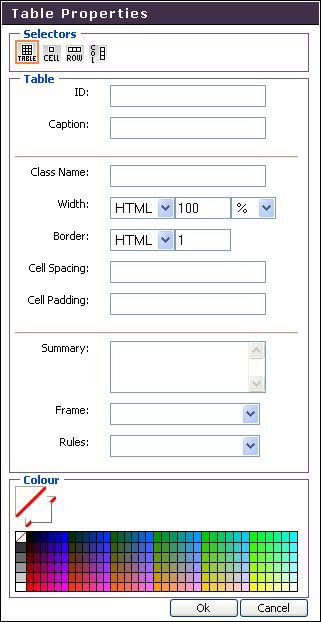 Table Properties
Selectors
TABLE CELL ROW COL
Table
ID:
Caption:
Class Name:
Width: HTML 100 %
Border: HTML 1
Cell Spacing:
Cell Padding:
Summary:
Frame:
Rules:
Colour
Ok Cancel